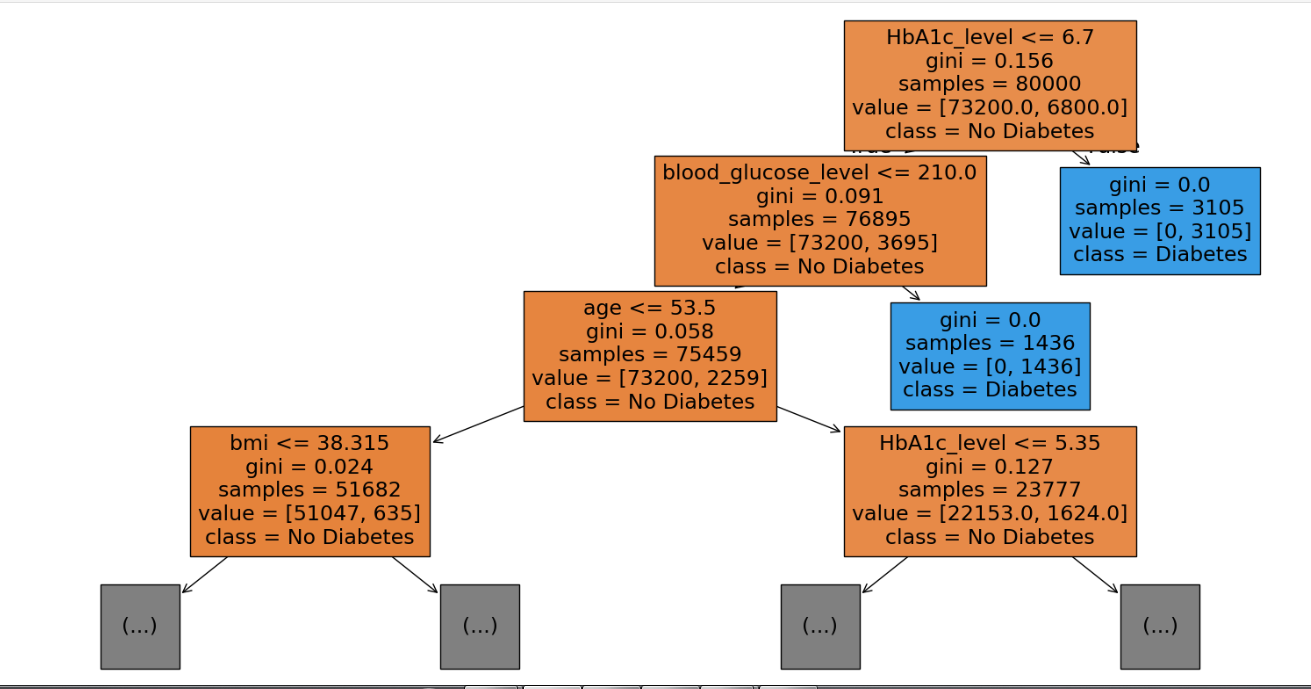 HbA1c_level <= 6.7
gini = 0.156
samples = 80000
value = [73200.0, 6800.0]
class = No Diabetes
blood_glucose_level <= 210.0
gini = 0.091
samples = 76895
value = [73200, 3695]
class = No Diabetes
gini = 0.0
samples = 3105
value = [0, 3105]
class = Diabetes
age <= 53.5
gini = 0.058
samples = 75459
value = [73200, 2259]
class = No Diabetes
gini = 0.0
samples = 1436
value = [0, 1436]
class = Diabetes
bmi <= 38.315
gini = 0.024
samples = 51682
value = [51047, 635]
class = No Diabetes
HbA1c_level <= 5.35
gini = 0.127
samples = 23777
value = [22153.0, 1624.0]
class = No Diabetes
(...)
(...)
(...)
(...)